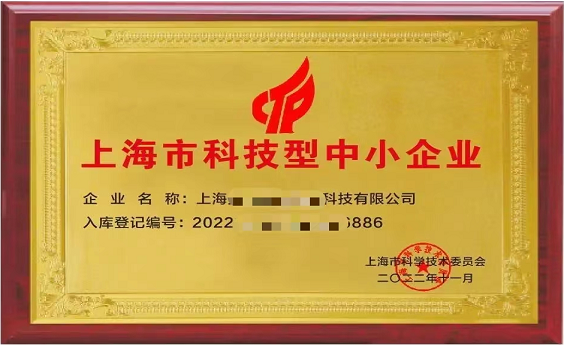 上海市科技型中小企业
企业名称：上海 科技有限公司
入库登记编号：2022 6886
上海市科学技术委员会
二〇二二年十一月